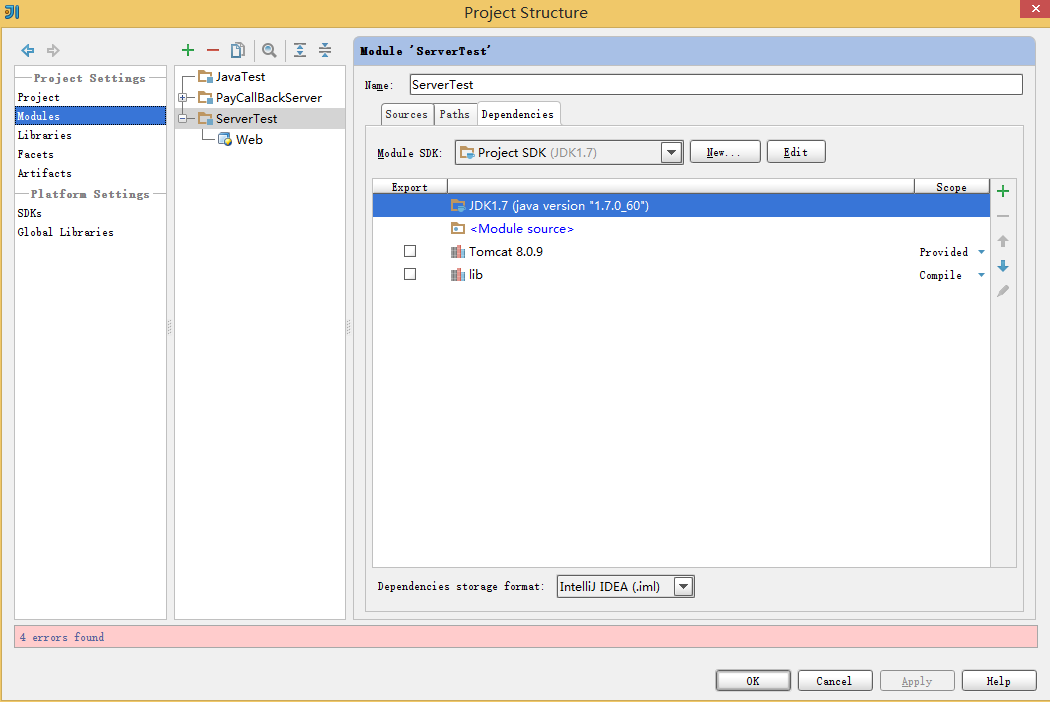 Project Structure
Project Settings
Project
Modules
Libraries
Facets
Artifacts
Platform Settings
SDKs
Global Libraries
JavaTest
PayCallBackServer
ServerTest
Web
Module 'ServerTest'
Name: ServerTest
Sources Paths Dependencies
Module SDK: Project SDK (JDK1.7) New... Edit
Export Scope
JDK1.7 (java version "1.7.0_60")
<Module source>
Tomcat 8.0.9 Provided
lib Compile
Dependencies storage format: IntelliJ IDEA (.iml)
4 errors found
OK Cancel Apply Help